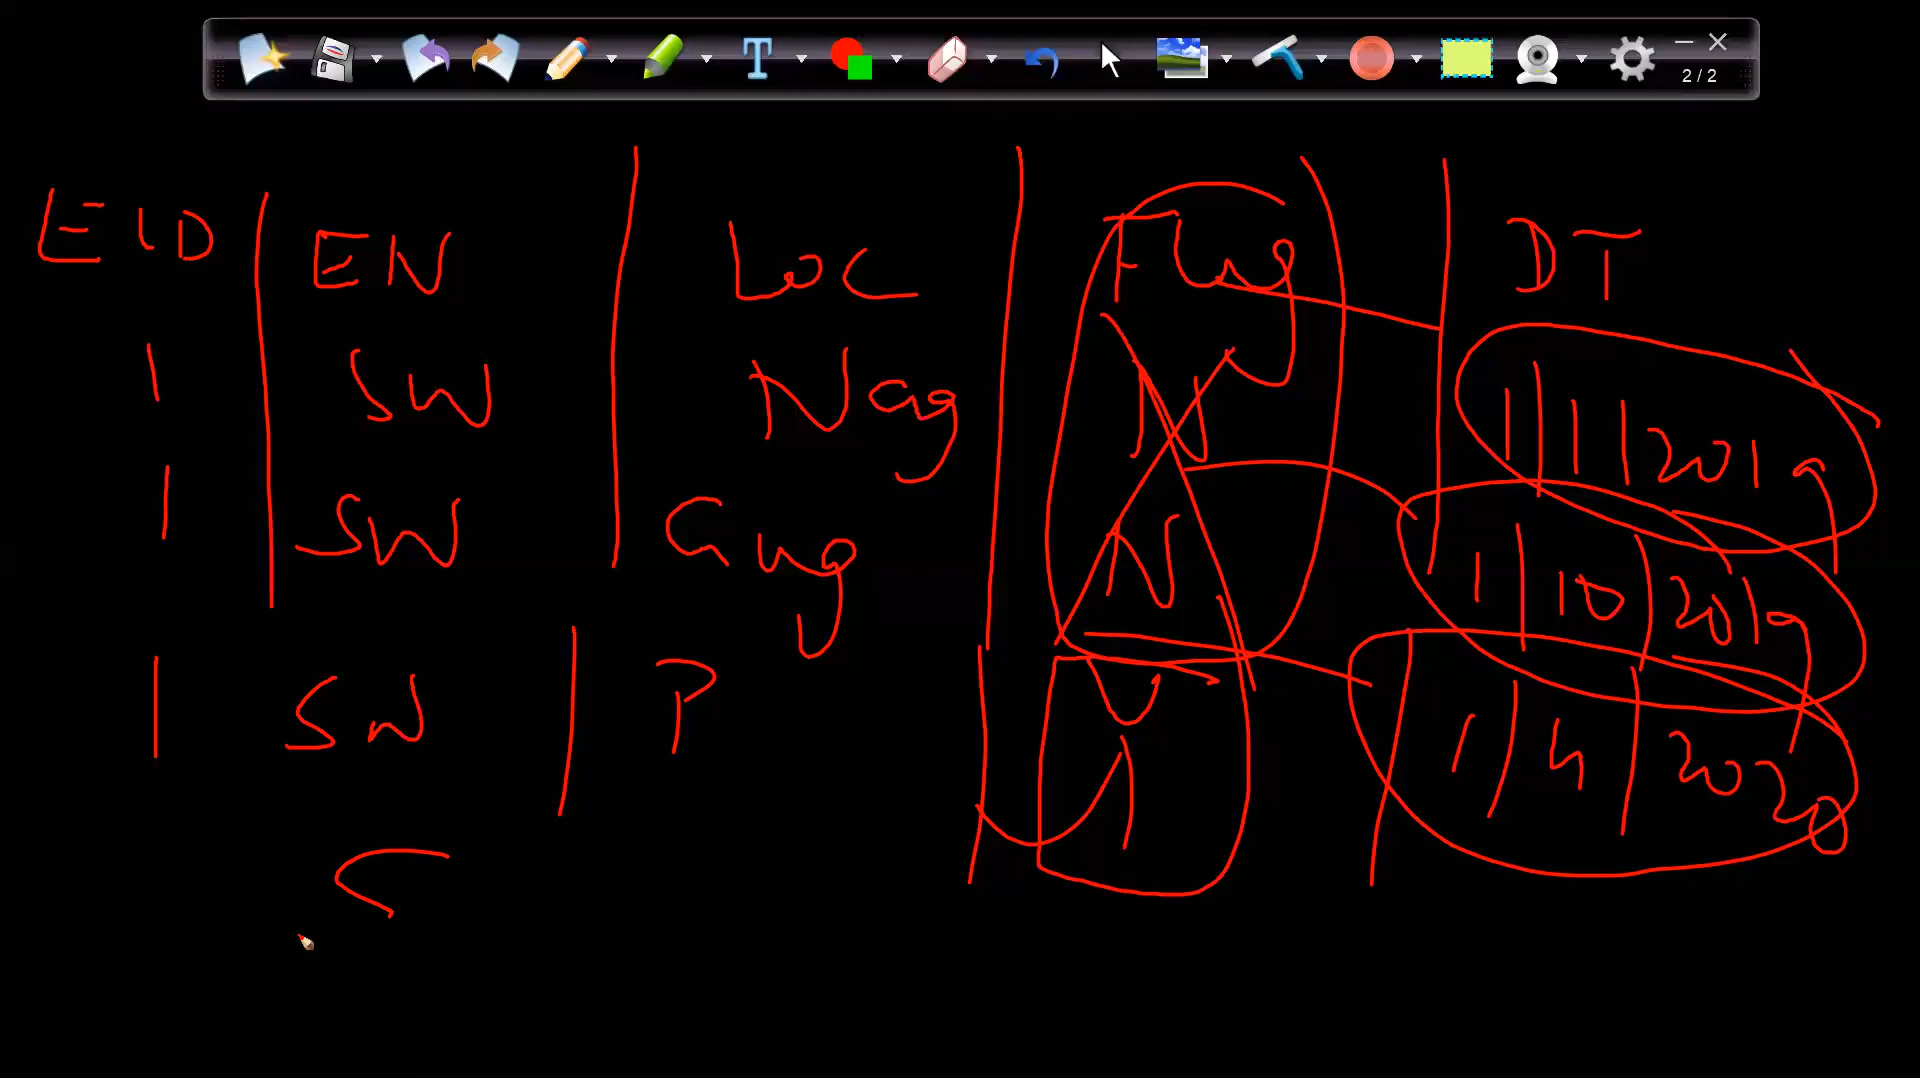 2 / 2
EID EN LOC Flag DT
1 SW Nag N 1 | 1 | 2019
1 SW Gug N 1 | 10 | 2019
1 SW P Y 1 | 4 | 2020